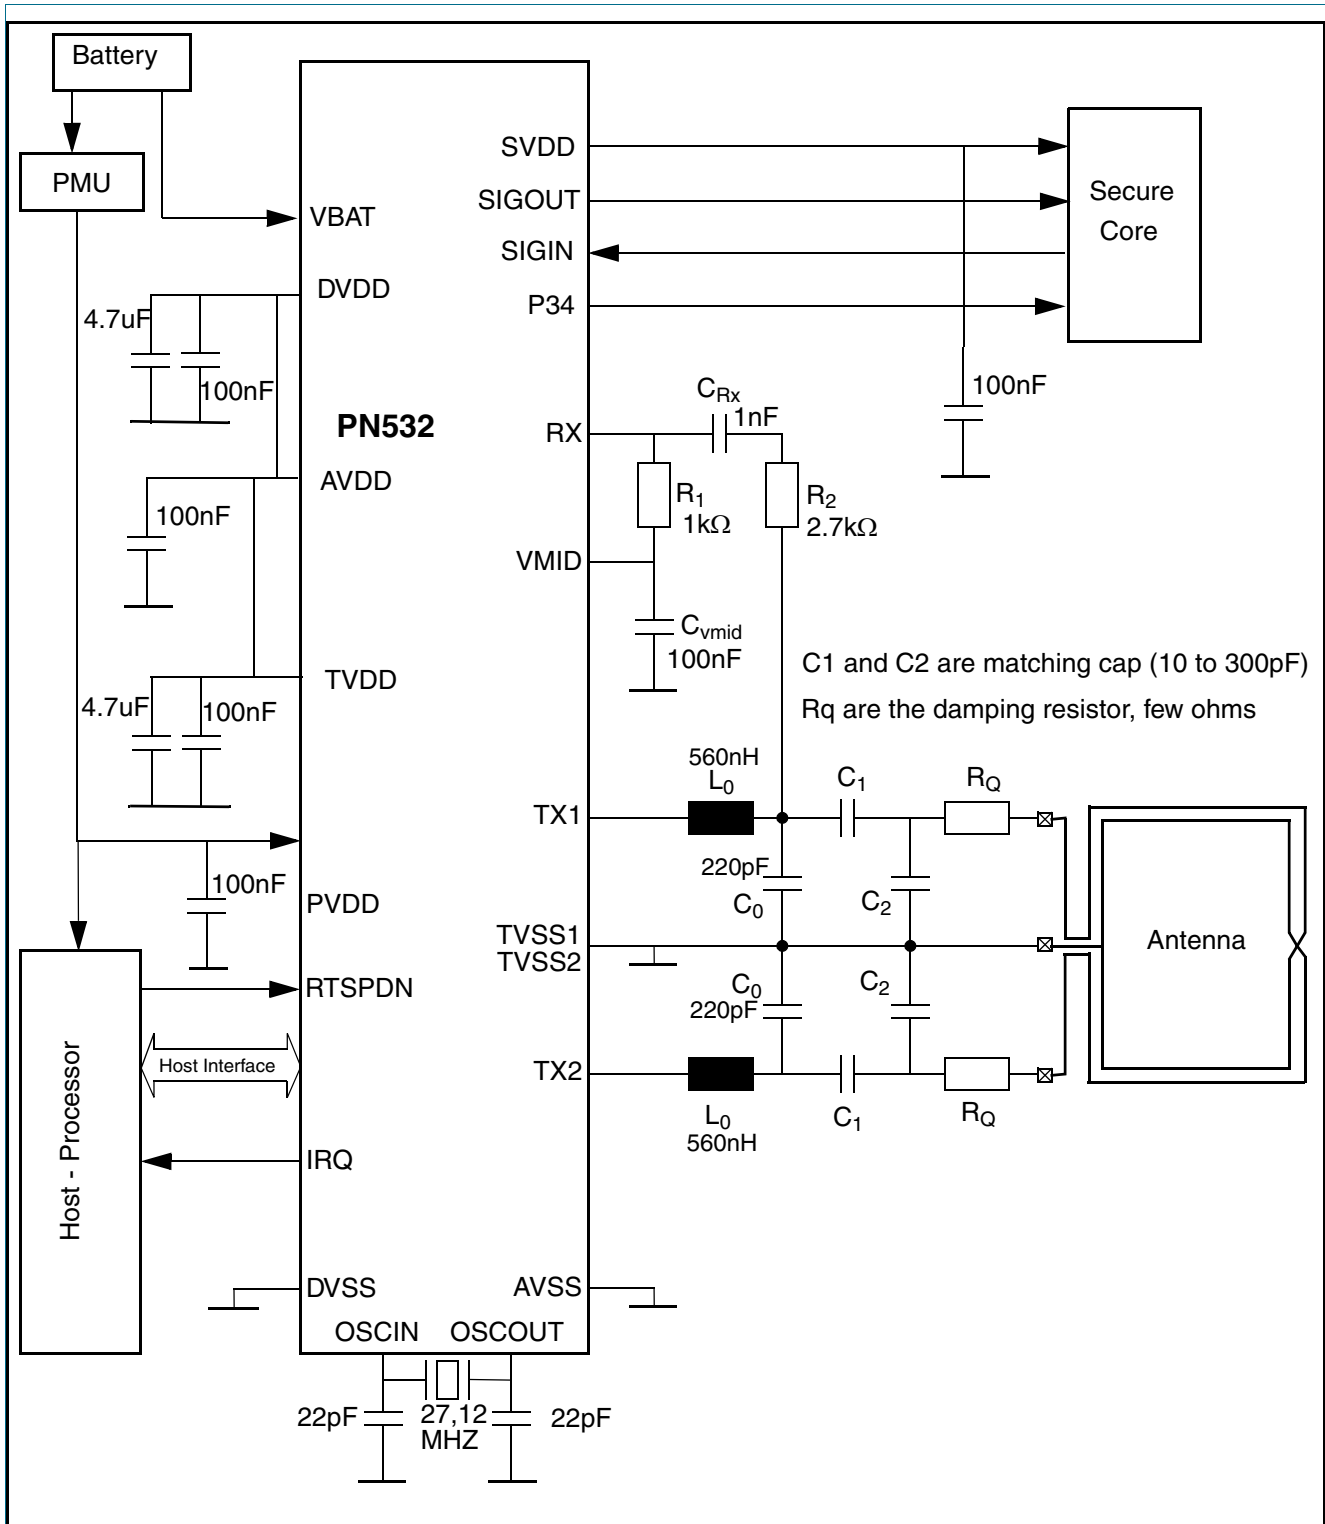 Battery
PMU
VBAT
DVDD
4.7uF
100nF
PN532
AVDD
100nF
TVDD
4.7uF
100nF
100nF
PVDD
RTSPDN
Host Interface
Host - Processor
IRQ
DVSS
AVSS
OSCIN
OSCOUT
22pF
27,12
MHZ
22pF
SVDD
SIGOUT
SIGIN
P34
Secure
Core
100nF
RX
CRx
1nF
R1
1kΩ
R2
2.7kΩ
VMID
Cvmid
100nF
C1 and C2 are matching cap (10 to 300pF)
Rq are the damping resistor, few ohms
560nH
L0
C1
RQ
TX1
220pF
C0
C2
TVSS1
TVSS2
C0
220pF
C2
TX2
L0
560nH
C1
RQ
Antenna